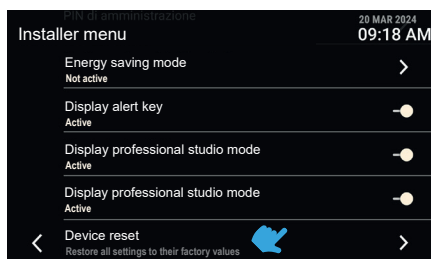 PIN di amministrazione
20 MAR 2024
Installer menu
09:18 AM
Energy saving mode
Not active
Display alert key
Active
Display professional studio mode
Active
Display professional studio mode
Active
Device reset
Restore all settings to their factory values